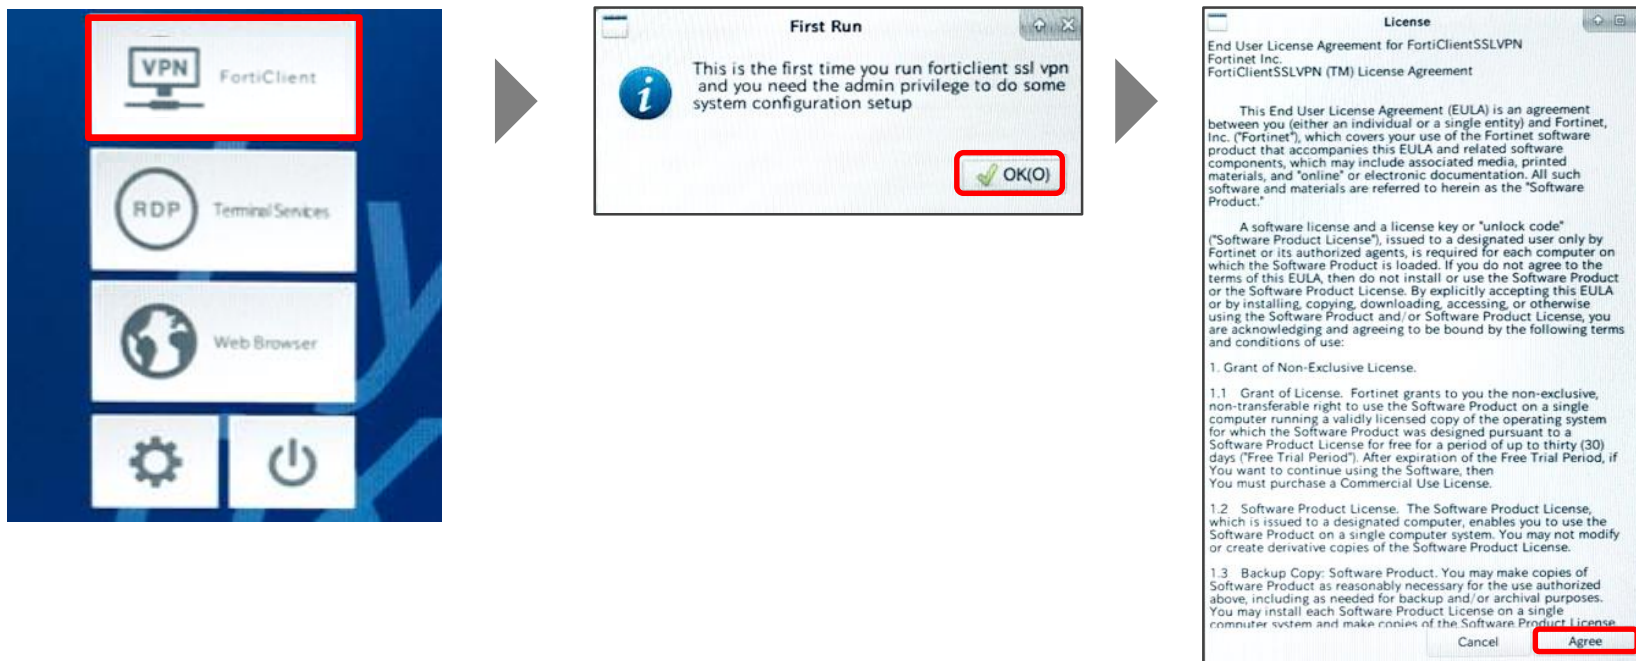 VPN
FortiClient
RDP
Terminal Services
Web Browser
First Run
This is the first time you run forticlient ssl vpn
and you need the admin privilege to do some
system configuration setup
OK(O)
License
End User License Agreement for FortiClientSSLVPN
Fortinet Inc.
FortiClientSSLVPN (TM) License Agreement
This End User License Agreement (EULA) is an agreement
between you (either an individual or a single entity) and Fortinet,
Inc. ("Fortinet"), which covers your use of the Fortinet software
product that accompanies this EULA and related software
components, which may include associated media, printed
materials, and "online" or electronic documentation. All such
software and materials are referred to herein as the "Software
Product."
A software license and a license key or "unlock code"
("Software Product License"), issued to a designated user only by
Fortinet or its authorized agents, is required for each computer on
which the Software Product is loaded. If you do not agree to the
terms of this EULA, then do not install or use the Software Product
or the Software Product License. By explicitly accepting this EULA
or by installing, copying, downloading, accessing, or otherwise
using the Software Product and/or Software Product License, you
are acknowledging and agreeing to be bound by the following terms
and conditions of use:
1. Grant of Non-Exclusive License.
1.1 Grant of License. Fortinet grants to you the non-exclusive,
non-transferable right to use the Software Product on a single
computer running a validly licensed copy of the operating system
for which the Software Product was designed pursuant to a
Software Product License for free for a period of up to thirty (30)
days ("Free Trial Period"). After expiration of the Free Trial Period, if
You want to continue using the Software, then
You must purchase a Commercial Use License.
1.2 Software Product License. The Software Product License,
which is issued to a designated computer, enables you to use the
Software Product on a single computer system. You may not modify
or create derivative copies of the Software Product License.
1.3 Backup Copy: Software Product. You may make copies of
Software Product as reasonably necessary for the use authorized
above, including as needed for backup and/or archival purposes.
You may install each Software Product License on a single
computer system and make copies of the Software Product License
Cancel
Agree